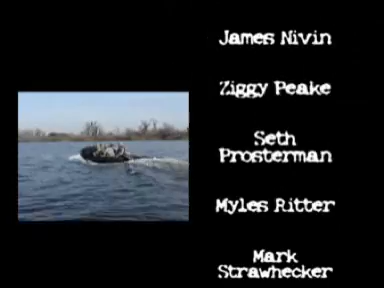 James Nivin
Ziggy Peake
Seth
Prosterman
Myles Ritter
Mark
Strawhecker